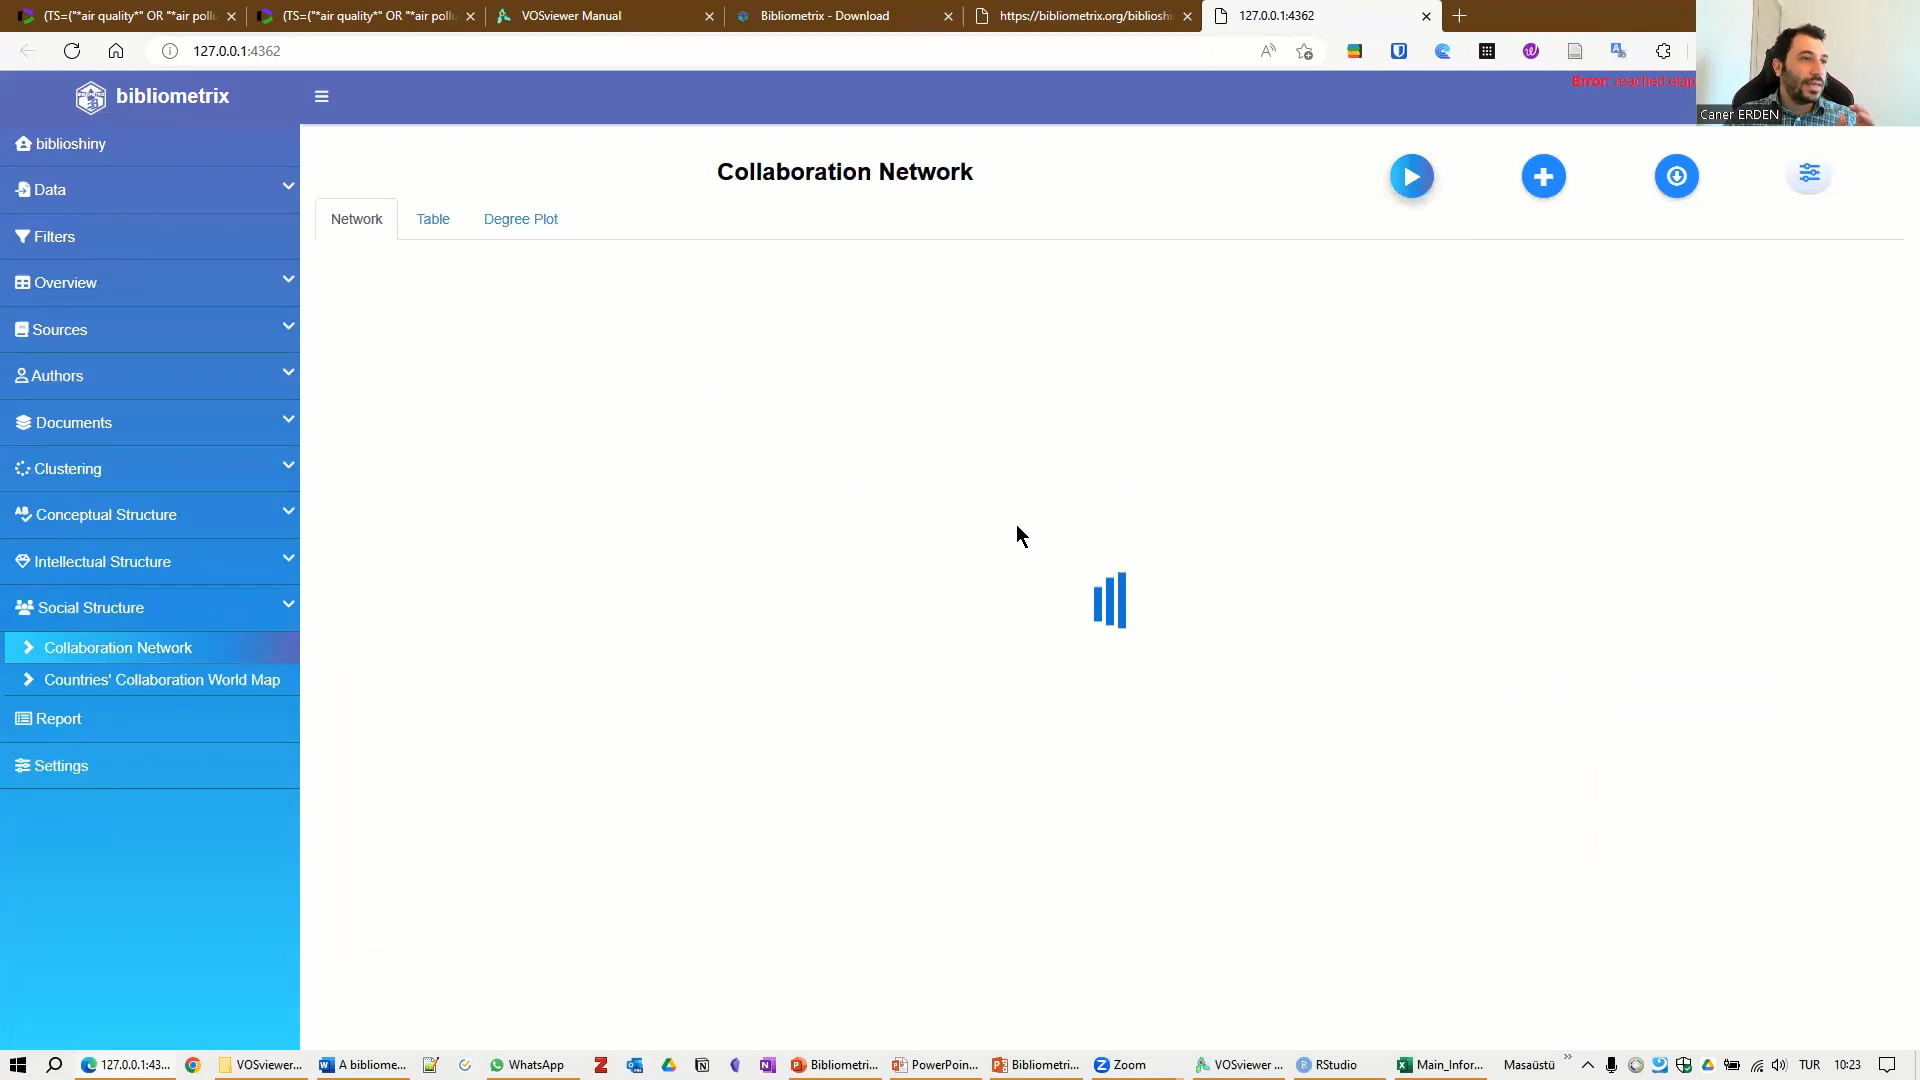 (TS=("*air quality*" OR "*air pollu
(TS=("*air quality*" OR "*air pollu
VOSviewer Manual
Bibliometrix - Download
https://bibliometrix.org/bibliosh
127.0.0.1:4362
127.0.0.1:4362
bibliometrix
Error: reached elap
Caner ERDEN
biblioshiny
Data
Filters
Overview
Sources
Authors
Documents
Clustering
Conceptual Structure
Intellectual Structure
Social Structure
Collaboration Network
Countries' Collaboration World Map
Report
Settings
Collaboration Network
Network
Table
Degree Plot
127.0.0.1:43...
VOSviewer...
A bibliome...
WhatsApp
Bibliometri...
PowerPoin...
Bibliometri...
Zoom
VOSviewer ...
RStudio
Main_Infor...
Masaüstü
TUR
10:23